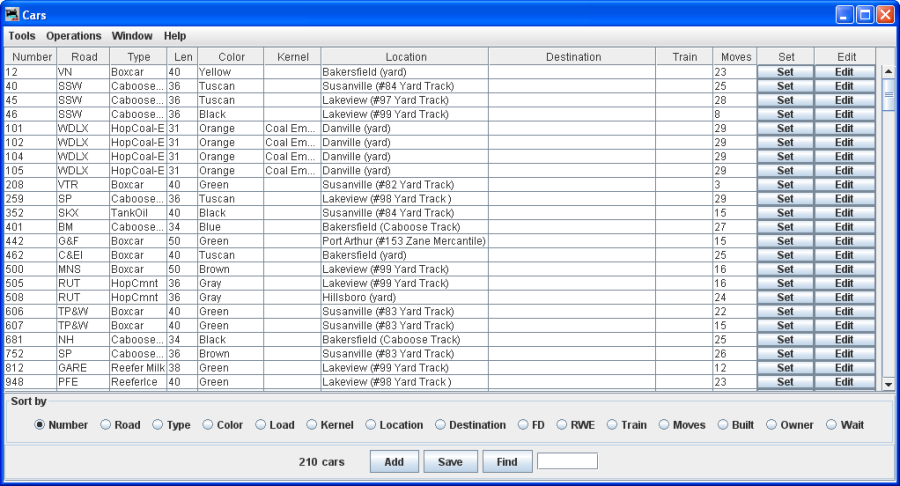 Cars
Tools Operations Window Help
Number Road Type Len Color Kernel Location Destination Train Moves Set Edit
12 VN Boxcar 40 Yellow Bakersfield (yard) 23 Set Edit
40 SSW Caboose... 36 Tuscan Susanville (#84 Yard Track) 25 Set Edit
45 SSW Caboose... 36 Tuscan Lakeview (#97 Yard Track) 28 Set Edit
46 SSW Caboose... 36 Black Lakeview (#99 Yard Track) 8 Set Edit
101 WDLX HopCoal-E 31 Orange Coal Em... Danville (yard) 29 Set Edit
102 WDLX HopCoal-E 31 Orange Coal Em... Danville (yard) 29 Set Edit
104 WDLX HopCoal-E 31 Orange Coal Em... Danville (yard) 29 Set Edit
105 WDLX HopCoal-E 31 Orange Coal Em... Danville (yard) 29 Set Edit
208 VTR Boxcar 40 Green Susanville (#82 Yard Track) 3 Set Edit
259 SP Caboose... 36 Tuscan Lakeview (#98 Yard Track ) 29 Set Edit
352 SKX TankOil 40 Black Susanville (#84 Yard Track) 15 Set Edit
401 BM Caboose... 34 Blue Bakersfield (Caboose Track) 27 Set Edit
442 G&F Boxcar 50 Green Port Arthur (#153 Zane Mercantile) 15 Set Edit
462 C&EI Boxcar 40 Tuscan Bakersfield (yard) 25 Set Edit
500 MNS Boxcar 50 Brown Lakeview (#99 Yard Track) 16 Set Edit
505 RUT HopCmnt 36 Gray Lakeview (#99 Yard Track) 16 Set Edit
508 RUT HopCmnt 36 Gray Hillsboro (yard) 24 Set Edit
606 TP&W Boxcar 40 Green Susanville (#83 Yard Track) 22 Set Edit
607 TP&W Boxcar 40 Green Susanville (#83 Yard Track) 15 Set Edit
681 NH Caboose... 34 Black Bakersfield (Caboose Track) 25 Set Edit
752 SP Caboose... 36 Brown Susanville (#83 Yard Track) 26 Set Edit
812 GARE Reefer Milk 38 Green Lakeview (#99 Yard Track) 12 Set Edit
948 PFE ReeferIce 40 Green Lakeview (#98 Yard Track ) 23 Set Edit
Sort by
Number Road Type Color Load Kernel Location Destination FD RWE Train Moves Built Owner Wait
210 cars Add Save Find